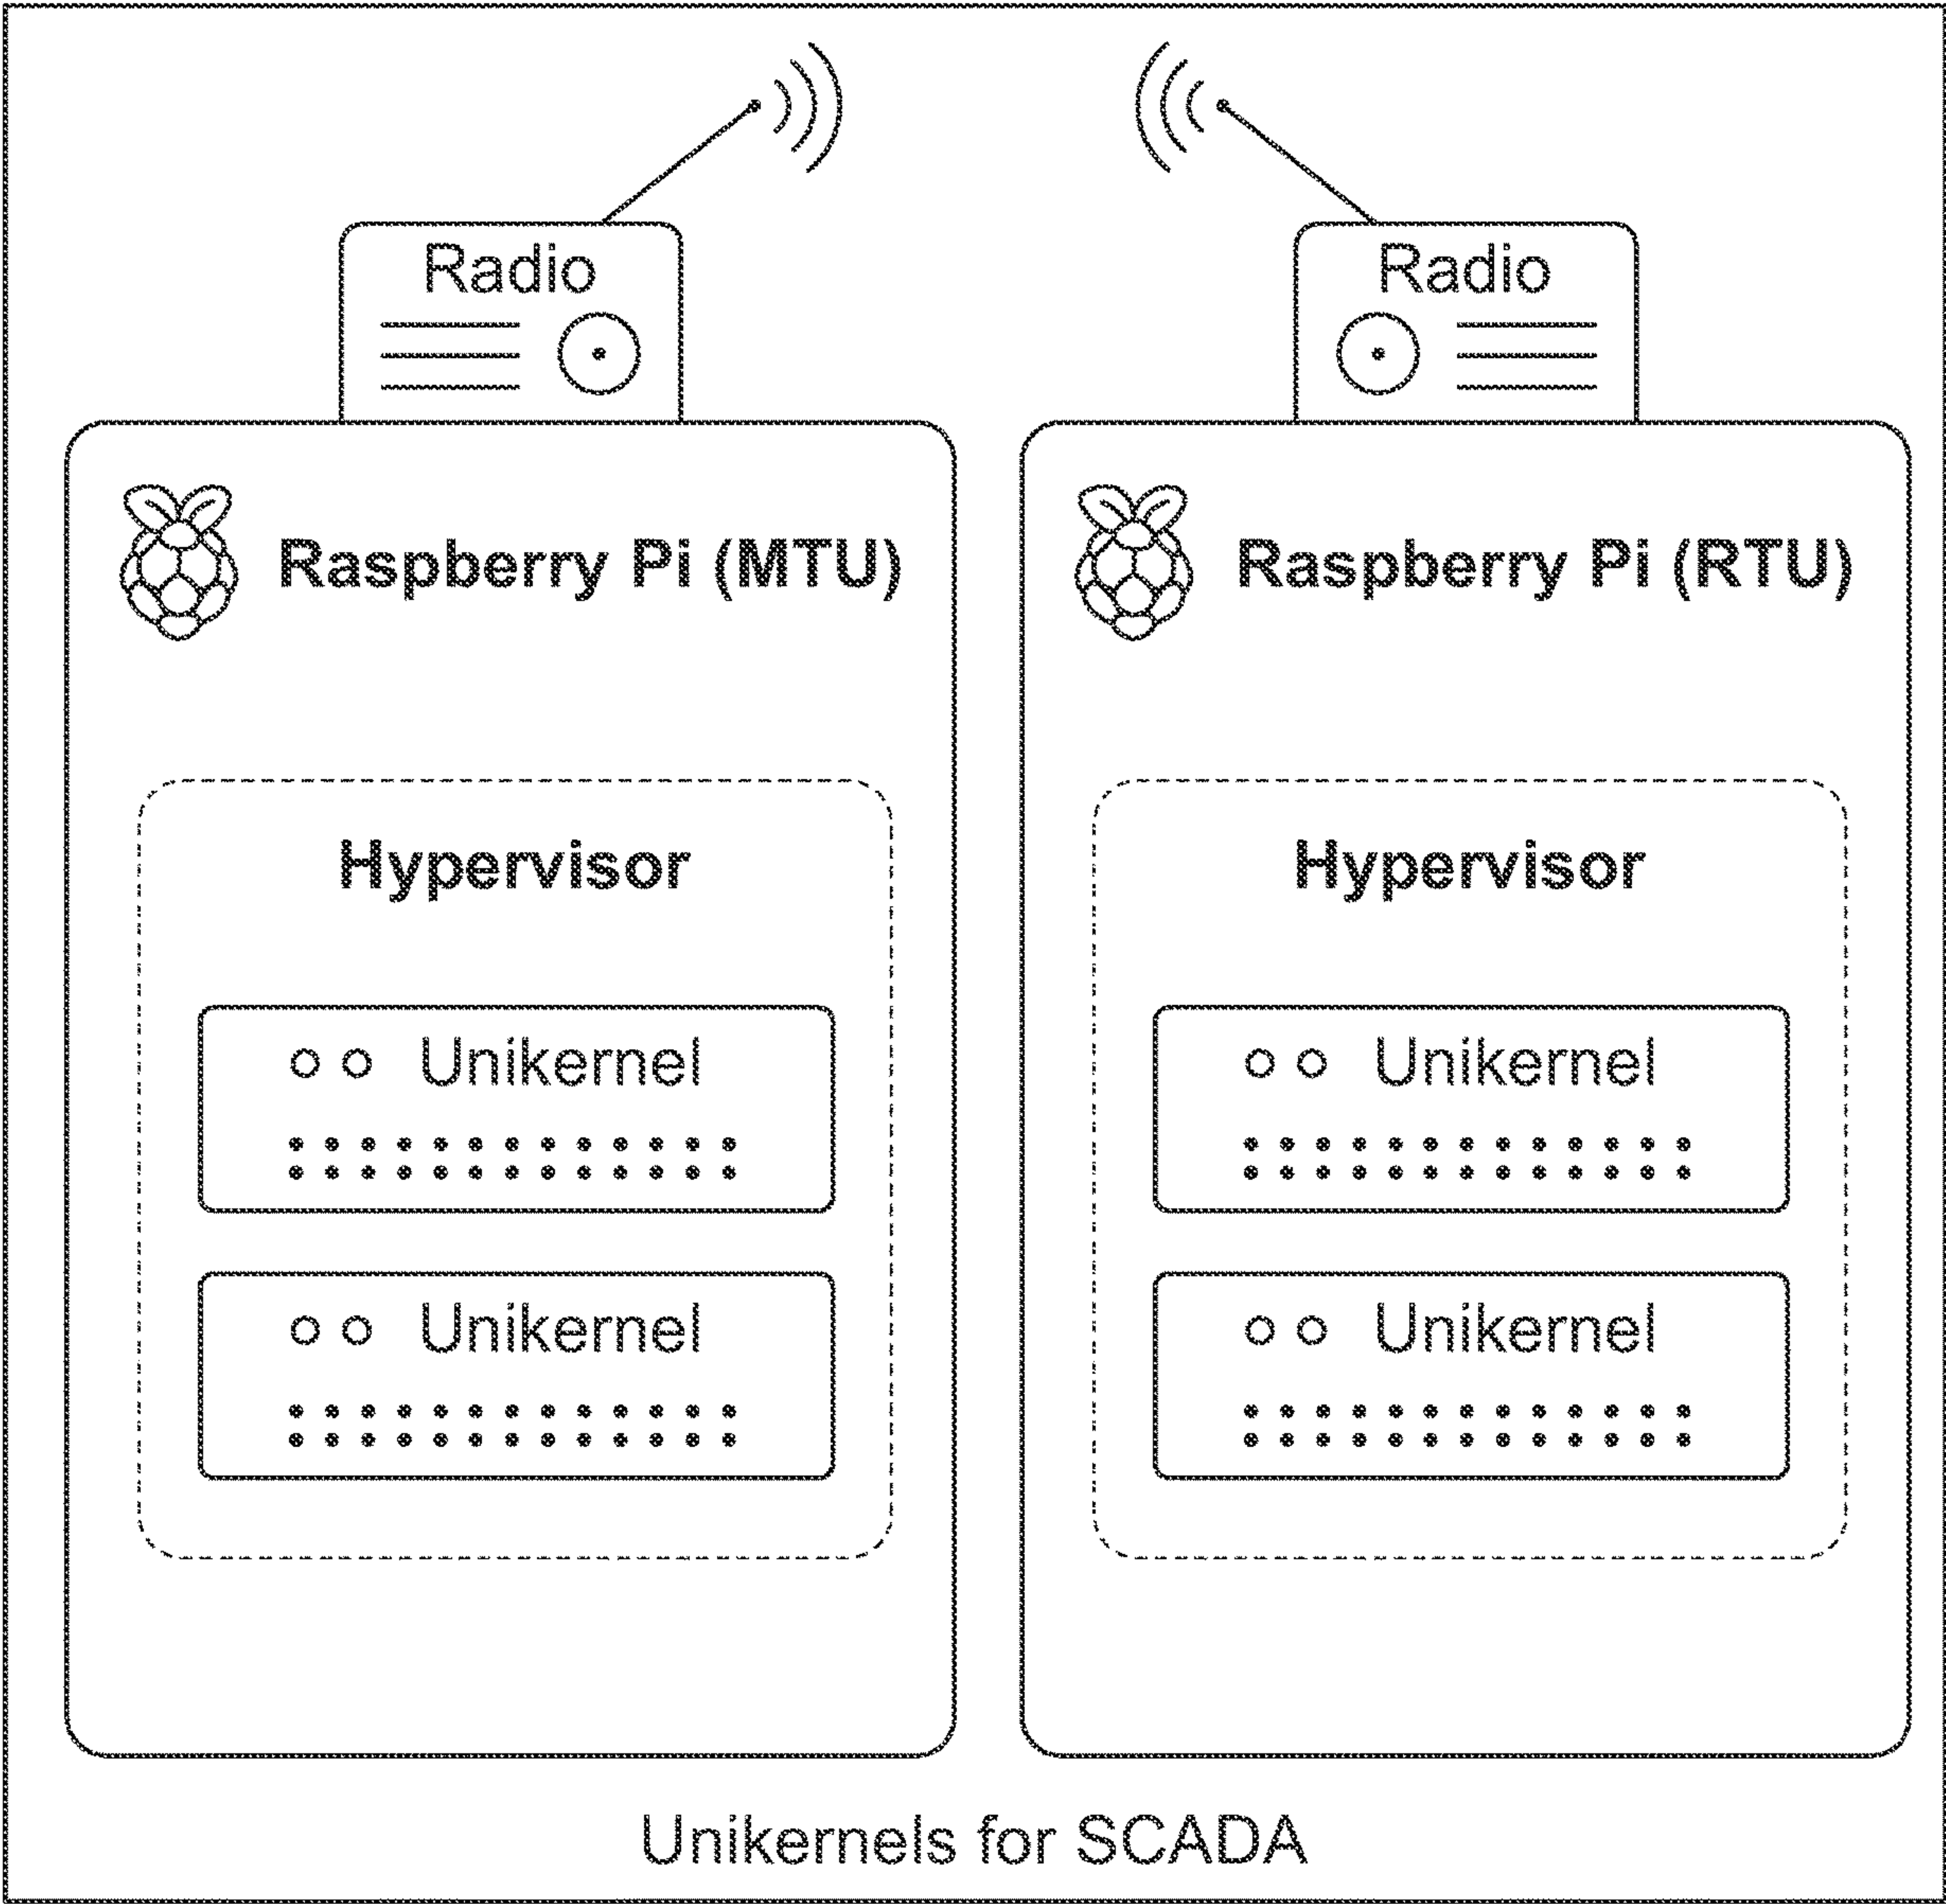 Radio
Radio
Raspberry Pi (MTU)
Raspberry Pi (RTU)
Hypervisor
Hypervisor
Unikernel
Unikernel
Unikernel
Unikernel
Unikernels for SCADA